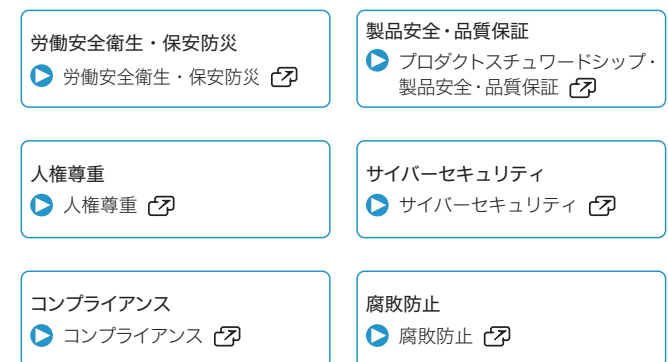 労働安全衛生・保安防災
労働安全衛生・保安防災
製品安全・品質保証
プロダクトスチュワードシップ・
製品安全・品質保証
人権尊重
人権尊重
サイバーセキュリティ
サイバーセキュリティ
コンプライアンス
コンプライアンス
腐敗防止
腐敗防止